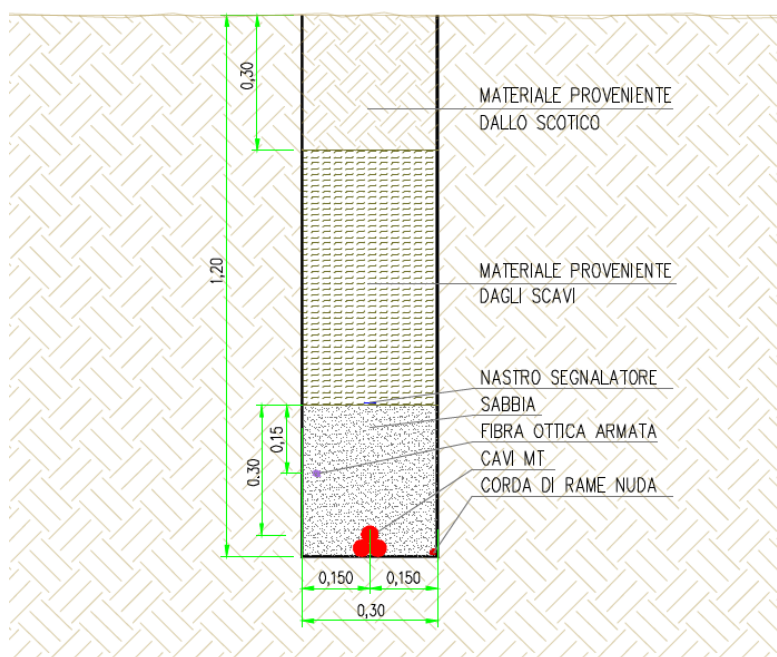 0,30
MATERIALE PROVENIENTE
DALLO SCOTICO
1,20
MATERIALE PROVENIENTE
DAGLI SCAVI
NASTRO SEGNALATORE
SABBIA
0,15
FIBRA OTTICA ARMATA
0.30
CAVI MT
CORDA DI RAME NUDA
0,150
0,150
0,30